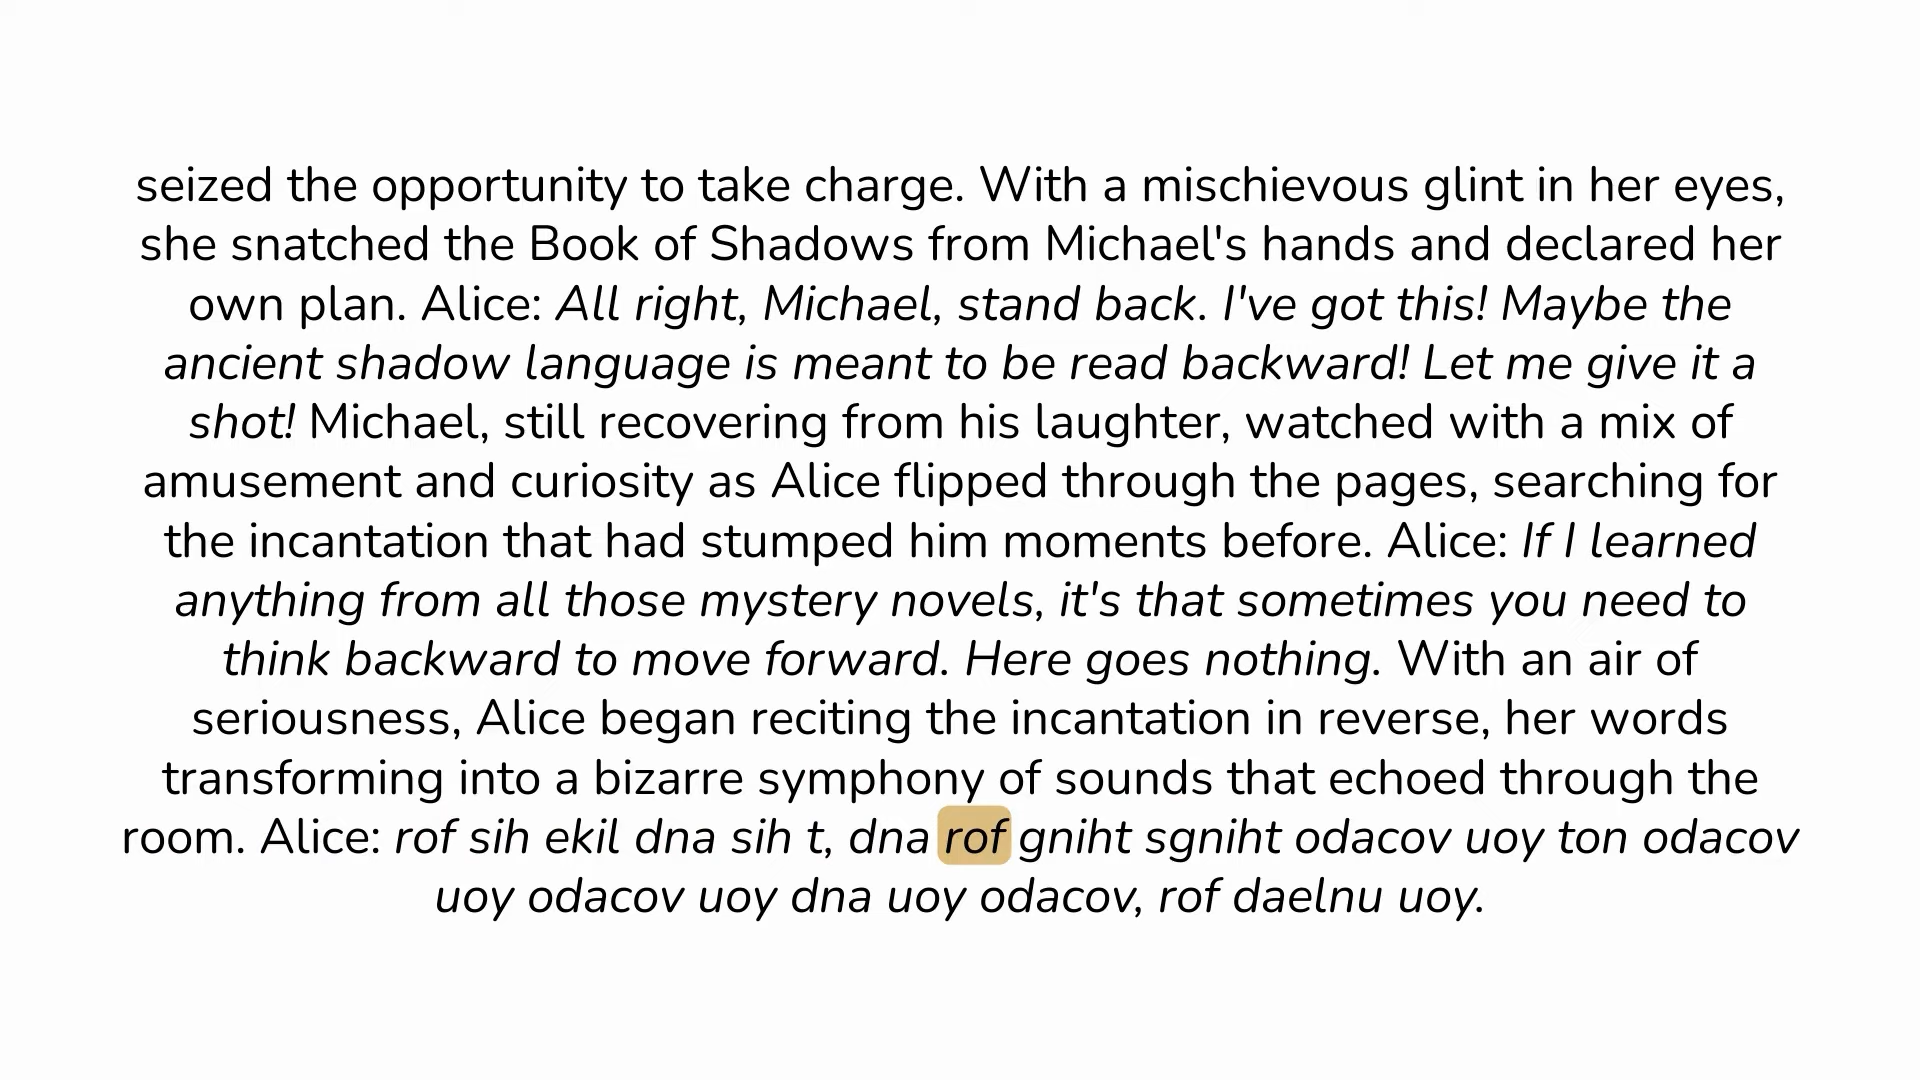 seized the opportunity to take charge. With a mischievous glint in her eyes,
she snatched the Book of Shadows from Michael's hands and declared her
own plan. Alice: All right, Michael, stand back. I've got this! Maybe the
ancient shadow language is meant to be read backward! Let me give it a
shot! Michael, still recovering from his laughter, watched with a mix of
amusement and curiosity as Alice flipped through the pages, searching for
the incantation that had stumped him moments before. Alice: If I learned
anything from all those mystery novels, it's that sometimes you need to
think backward to move forward. Here goes nothing. With an air of
seriousness, Alice began reciting the incantation in reverse, her words
transforming into a bizarre symphony of sounds that echoed through the
room. Alice: rof sih ekil dna sih t, dna rof gniht sgniht odacov uoy ton odacov
uoy odacov uoy dna uoy odacov, rof daelnu uoy.